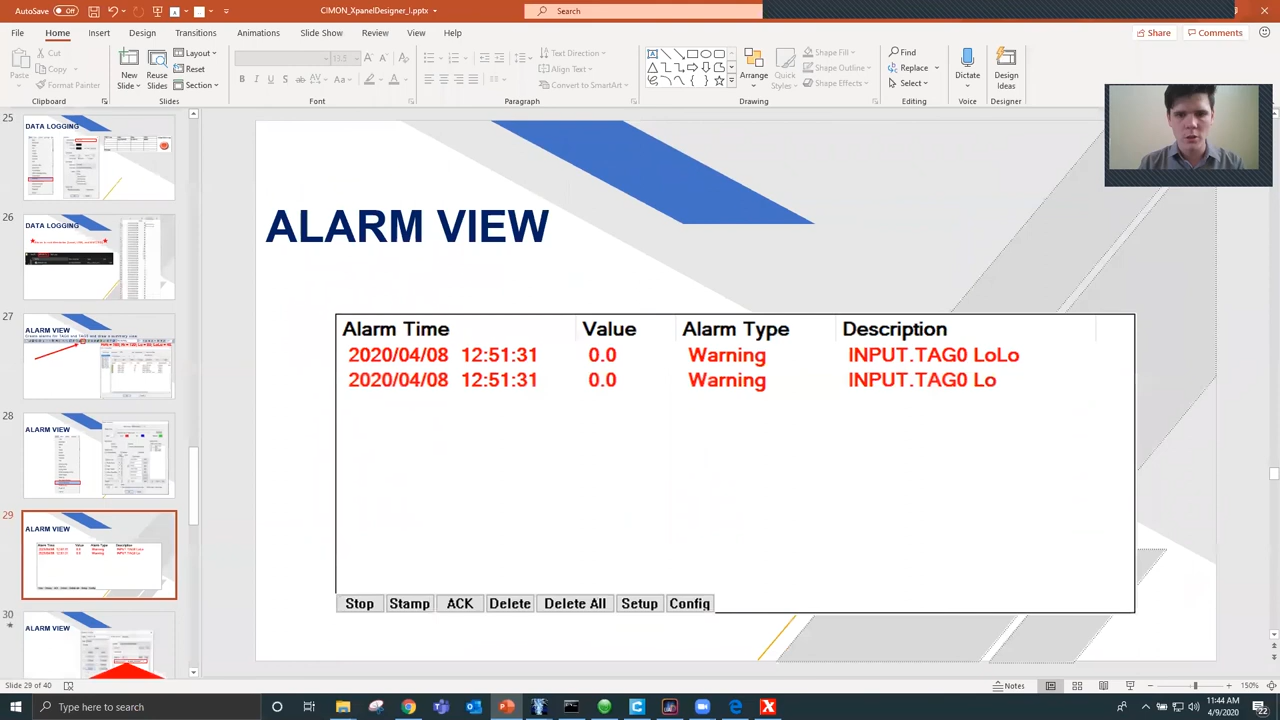 AutoSave Off
CIMON_XpanelDesigner_I.pptx
Search
File Home Insert Design Transitions Animations Slide Show Review View Help
Share Comments
Cut
Copy
Format Painter
Paste
Clipboard
New Slide
Reuse Slides
Layout
Reset
Section
Slides
13.5
Font
Text Direction
Align Text
Convert to SmartArt
Paragraph
Arrange
Quick Styles
Shape Fill
Shape Outline
Shape Effects
Drawing
Find
Replace
Select
Editing
Dictate
Voice
Design Ideas
Designer
25
DATA LOGGING
26
DATA LOGGING
27
ALARM VIEW
28
ALARM VIEW
29
ALARM VIEW
30
ALARM VIEW
ALARM VIEW
Alarm Time Value Alarm Type Description
2020/04/08 12:51:31 0.0 Warning INPUT.TAG0 LoLo
2020/04/08 12:51:31 0.0 Warning INPUT.TAG0 Lo
Stop Stamp ACK Delete Delete All Setup Config
Slide 29 of 40
Notes
150%
Type here to search
11:44 AM
4/9/2020
22